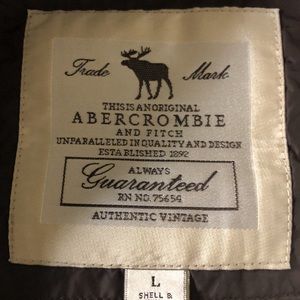 Trade Mark
THIS IS AN ORIGINAL
ABERCROMBIE
AND FITCH
UNPARALLELED IN QUALITY AND DESIGN
ESTABLISHED 1892
ALWAYS
Guaranteed
RN NO. 75654
AUTHENTIC VINTAGE
L
SHELL &